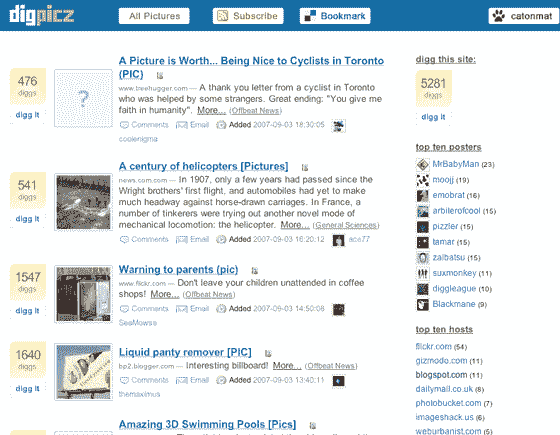 digpicz
All Pictures
Subscribe
Bookmark
catonmat
476
diggs
digg It
?
A Picture is Worth... Being Nice to Cyclists in Toronto
(PIC)
www.treehugger.com — A thank you letter from a cyclist in Toronto
who was helped by some strangers. Great ending: "You give me
faith in humanity". More... (Offbeat News)
Comments Email Added 2007-09-03 18:30:05
coolenigma
541
diggs
digg It
A century of helicopters [Pictures]
news.com.com — In 1907, only a few years had passed since the
Wright brothers' first flight, and automobiles had yet to make
much headway against horse-drawn carriages. In France, a
number of tinkerers were trying out another novel mode of
mechanical locomotion: the helicopter. More... (General Sciences)
Comments Email Added 2007-09-03 16:20:12
1547
diggs
digg It
Warning to parents (pic)
www.flickr.com — Don't leave your children unattended in coffee
shops! More... (Offbeat News)
Comments Email Added 2007-09-03 14:50:08
SeaMowss
1640
diggs
digg It
Liquid panty remover [PIC]
bp2.blogger.com — Interesting billboard! More... (Offbeat News)
Comments Email Added 2007-09-03 13:40:11
themaximus
Amazing 3D Swimming Pools [Pics]
digg this site:
5281
diggs
digg It
top ten posters
MrBabyMan (23)
moojj (19)
emobrat (16)
arbiterofcool (15)
pizzler (15)
tamar (15)
zaibatsu (15)
suxmonkey (11)
diggleague (10)
Blackmane (9)
top ten hosts
flickr.com (54)
gizmodo.com (11)
blogspot.com (11)
dailymail.co.uk (8)
photobucket.com (7)
imageshack.us (6)
weburbanist.com (5)